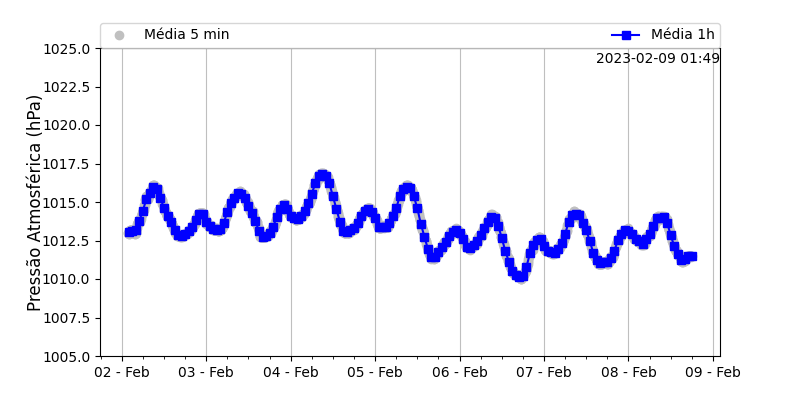 Média 5 min
Média 1h
2023-02-09 01:49
Pressão Atmosférica (hPa)
1025.0
1022.5
1020.0
1017.5
1015.0
1012.5
1010.0
1007.5
1005.0
02 - Feb
03 - Feb
04 - Feb
05 - Feb
06 - Feb
07 - Feb
08 - Feb
09 - Feb